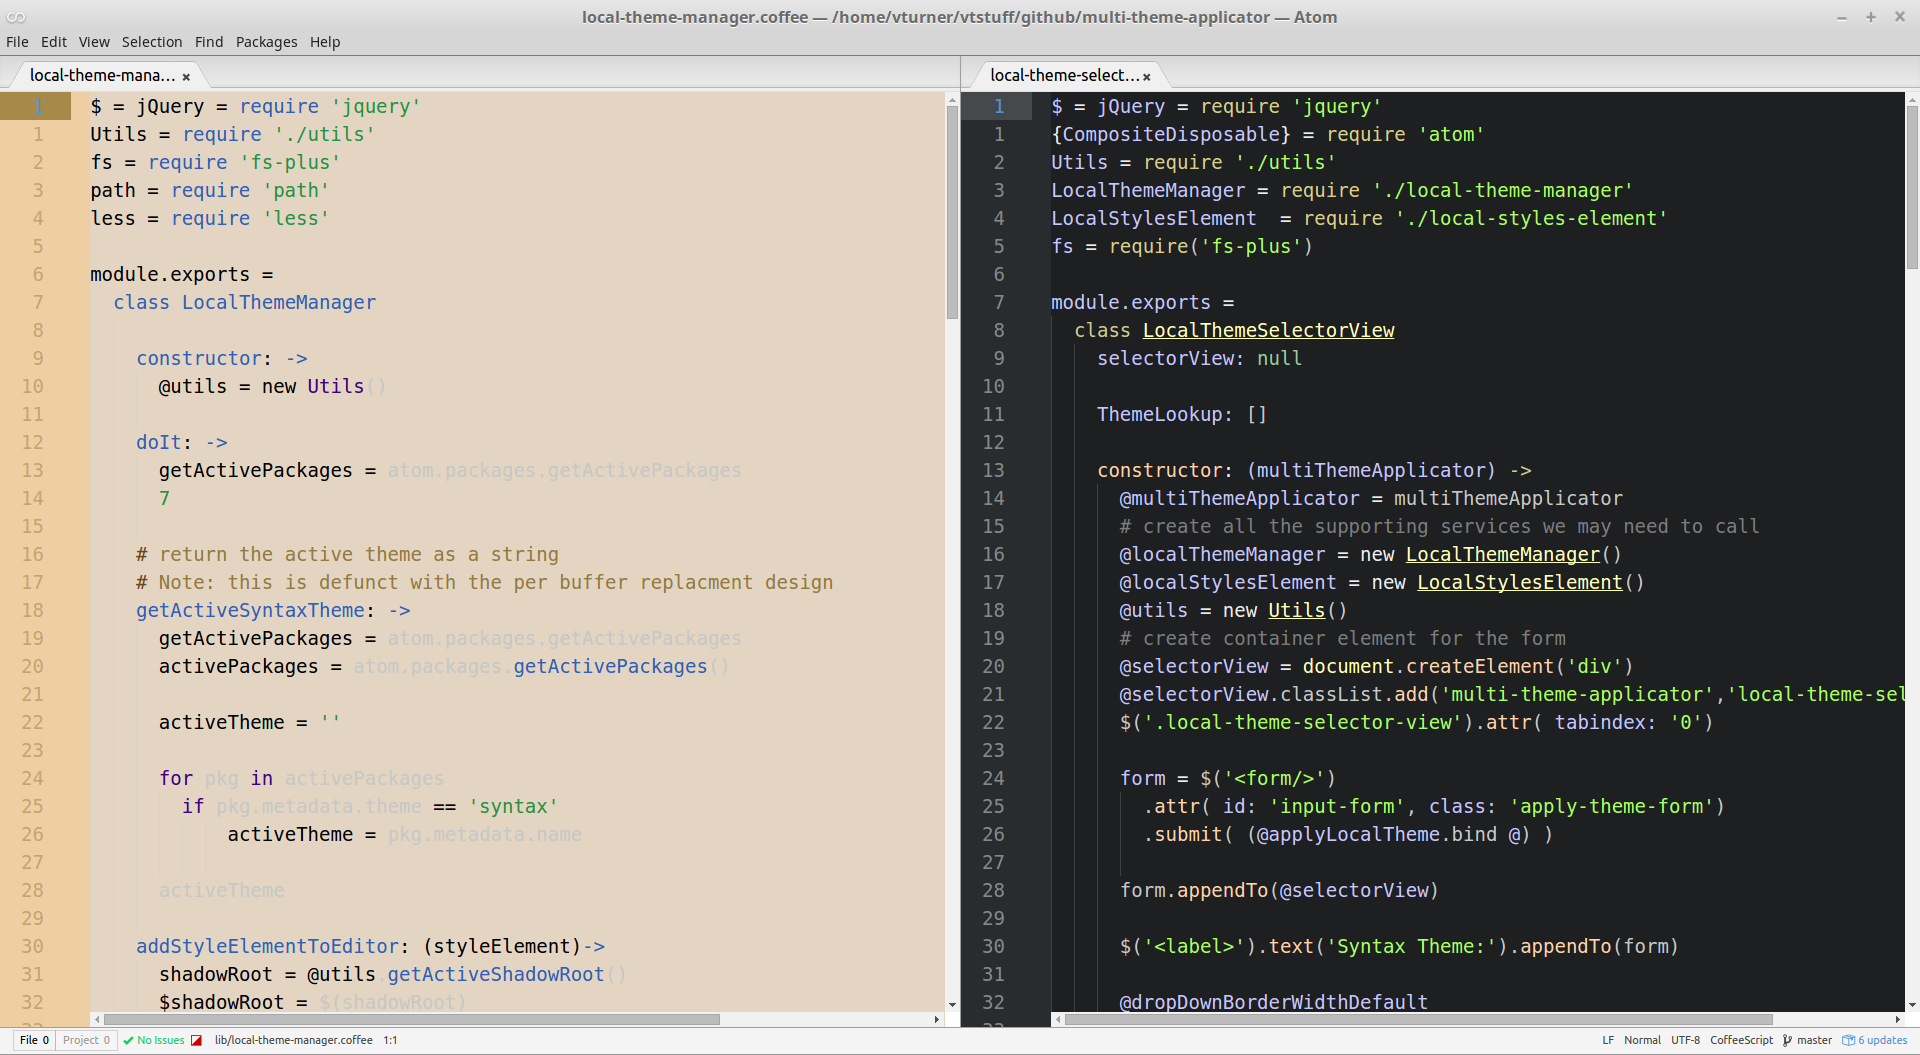 local-theme-manager.coffee — /home/vturner/vtstuff/github/multi-theme-applicator — Atom
File Edit View Selection Find Packages Help
local-theme-mana...
1 $ = jQuery = require 'jquery'
1 Utils = require './utils'
2 fs = require 'fs-plus'
3 path = require 'path'
4 less = require 'less'
5
6 module.exports =
7 class LocalThemeManager
8
9 constructor: ->
10 @utils = new Utils()
11
12 doIt: ->
13 getActivePackages = atom.packages.getActivePackages
14 7
15
16 # return the active theme as a string
17 # Note: this is defunct with the per buffer replacment design
18 getActiveSyntaxTheme: ->
19 getActivePackages = atom.packages.getActivePackages
20 activePackages = atom.packages.getActivePackages()
21
22 activeTheme = ''
23
24 for pkg in activePackages
25 if pkg.metadata.theme == 'syntax'
26 activeTheme = pkg.metadata.name
27
28 activeTheme
29
30 addStyleElementToEditor: (styleElement)->
31 shadowRoot = @utils.getActiveShadowRoot()
32 $shadowRoot = $(shadowRoot)
local-theme-select...
1 $ = jQuery = require 'jquery'
1 {CompositeDisposable} = require 'atom'
2 Utils = require './utils'
3 LocalThemeManager = require './local-theme-manager'
4 LocalStylesElement  = require './local-styles-element'
5 fs = require('fs-plus')
6
7 module.exports =
8 class LocalThemeSelectorView
9 selectorView: null
10
11 ThemeLookup: []
12
13 constructor: (multiThemeApplicator) ->
14 @multiThemeApplicator = multiThemeApplicator
15 # create all the supporting services we may need to call
16 @localThemeManager = new LocalThemeManager()
17 @localStylesElement = new LocalStylesElement()
18 @utils = new Utils()
19 # create container element for the form
20 @selectorView = document.createElement('div')
21 @selectorView.classList.add('multi-theme-applicator','local-theme-sel
22 $('.local-theme-selector-view').attr( tabindex: '0')
23
24 form = $('<form/>')
25 .attr( id: 'input-form', class: 'apply-theme-form')
26 .submit( (@applyLocalTheme.bind @) )
27
28 form.appendTo(@selectorView)
29
30 $('<label>').text('Syntax Theme:').appendTo(form)
31
32 @dropDownBorderWidthDefault
File 0 Project 0 No Issues lib/local-theme-manager.coffee 1:1 LF Normal UTF-8 CoffeeScript master 6 updates